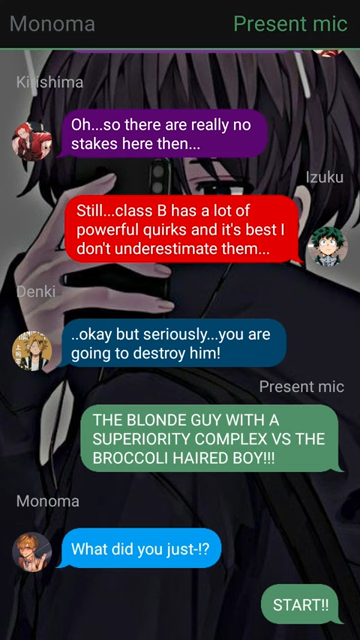 Monoma Present mic
Kirishima
Oh...so there are really no
stakes here then...
Izuku
Still...class B has a lot of
powerful quirks and it's best I
don't underestimate them...
Denki
..okay but seriously...you are
going to destroy him!
Present mic
THE BLONDE GUY WITH A
SUPERIORITY COMPLEX VS THE
BROCCOLI HAIRED BOY!!!
Monoma
What did you just-!?
START!!